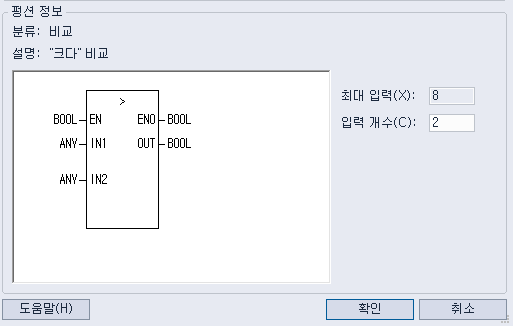 펑션 정보
분류: 비교
설명: "크다" 비교
최대 입력(X): 8
입력 개수(C): 2
>
BOOL EN ENO BOOL
ANY IN1 OUT BOOL
ANY IN2
도움말(H) 확인 취소